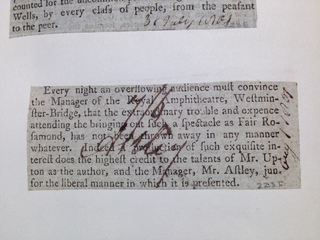 counted for the uncommon
Wells, by every claſs of people, from the peaſant
to the peer.
Every night an overflowing audience muſt convince
the Manager of the Royal Amphitheatre, Weſtmin-
ſter-Bridge, that the extraordinary trouble and expence
attending the bringing out ſuch a ſpectacle as Fair Ro-
ſamond, has not been thrown away in any manner
whatever. Indeed a production of ſuch exquiſite in-
tereſt does the higheſt credit to the talents of Mr. Up-
ton as the author, and the Manager, Mr. Aſtley, jun.
for the liberal manner in which it is preſented.